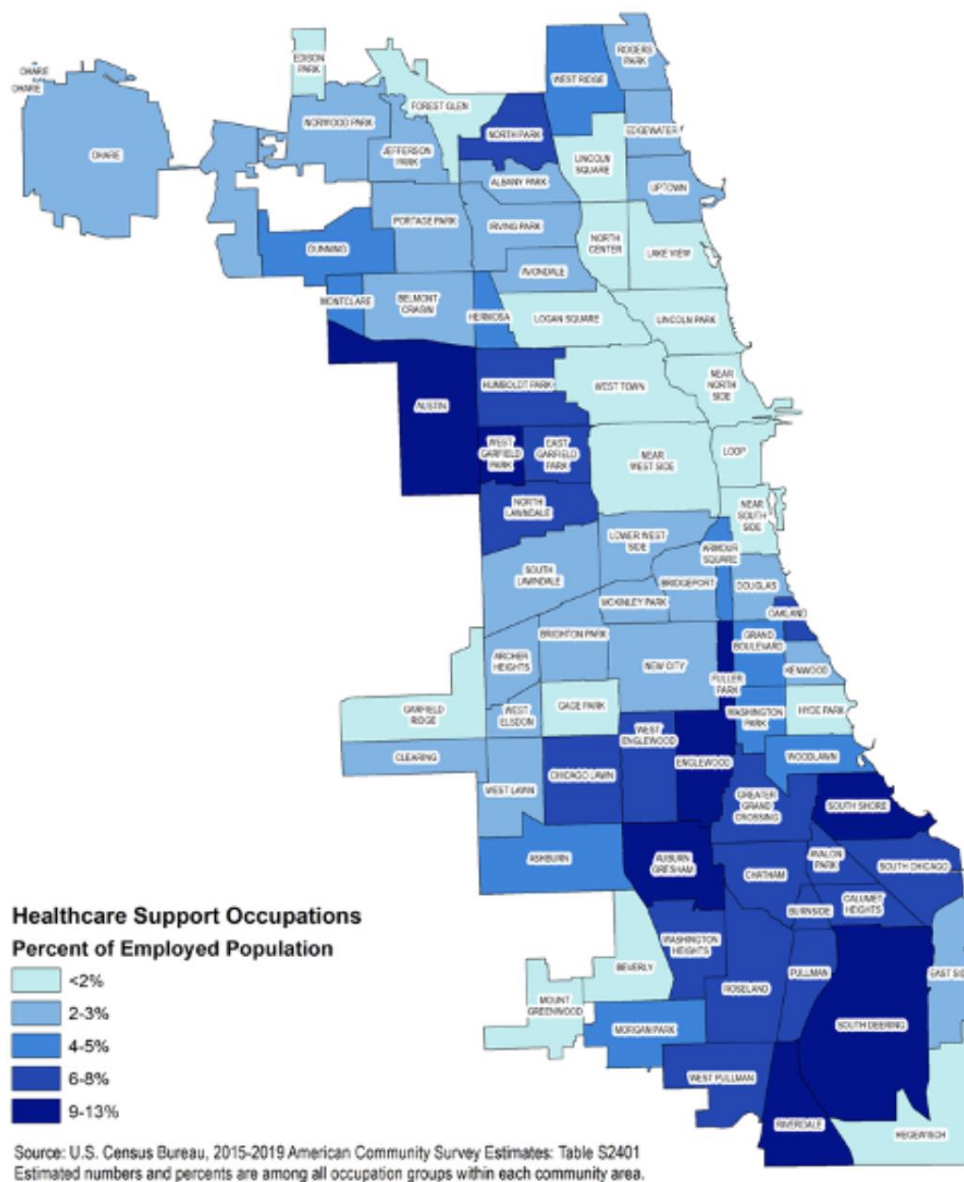 EDISON
PARK
ROGERS
PARK
OHARE
OHARE
WEST RIDGE
FOREST GLEN
NORWOOD PARK
NORTH PARK
EDGEWATER
JEFFERSON
PARK
OHARE
LINCOLN
SQUARE
ALBANY PARK
UPTOWN
PORTAGE PARK
IRVING PARK
NORTH
CENTER
LAKE VIEW
DUNNING
AVONDALE
MONTCLARE
BELMONT
CRAGIN
HERMOSA
LOGAN SQUARE
LINCOLN PARK
HUMBOLDT PARK
WEST TOWN
NEAR
NORTH
SIDE
AUSTIN
WEST
GARFIELD
PARK
EAST
GARFIELD
PARK
NEAR
WEST SIDE
LOOP
NORTH
LAWNDALE
NEAR
SOUTH
SIDE
LOWER WEST
SIDE
ARMOUR
SQUARE
SOUTH
LAWNDALE
BRIDGEPORT
DOUGLAS
MCKINLEY PARK
OAKLAND
BRIGHTON PARK
GRAND
BOULEVARD
ARCHER
HEIGHTS
NEW CITY
FULLER
PARK
KENWOOD
GARFIELD
RIDGE
WEST
ELSDON
GAGE PARK
WASHINGTON
PARK
HYDE PARK
WEST
ENGLEWOOD
CLEARING
ENGLEWOOD
WOODLAWN
WEST LAWN
CHICAGO LAWN
GREATER
GRAND
CROSSING
SOUTH SHORE
ASHBURN
AUBURN
GRESHAM
CHATHAM
AVALON
PARK
SOUTH CHICAGO
BURNSIDE
CALUMET
HEIGHTS
WASHINGTON
HEIGHTS
BEVERLY
PULLMAN
EAST SI
ROSELAND
MOUNT
GREENWOOD
MORGAN PARK
SOUTH DEERING
WEST PULLMAN
RIVERDALE
HEGEWISCH
Healthcare Support Occupations
Percent of Employed Population
<2%
2-3%
4-5%
6-8%
9-13%
Source: U.S. Census Bureau, 2015-2019 American Community Survey Estimates: Table S2401
Estimated numbers and percents are among all occupation groups within each community area.